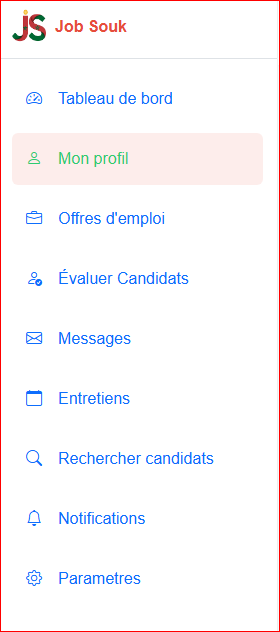 JS Job Souk
Tableau de bord
Mon profil
Offres d'emploi
Évaluer Candidats
Messages
Entretiens
Rechercher candidats
Notifications
Parametres